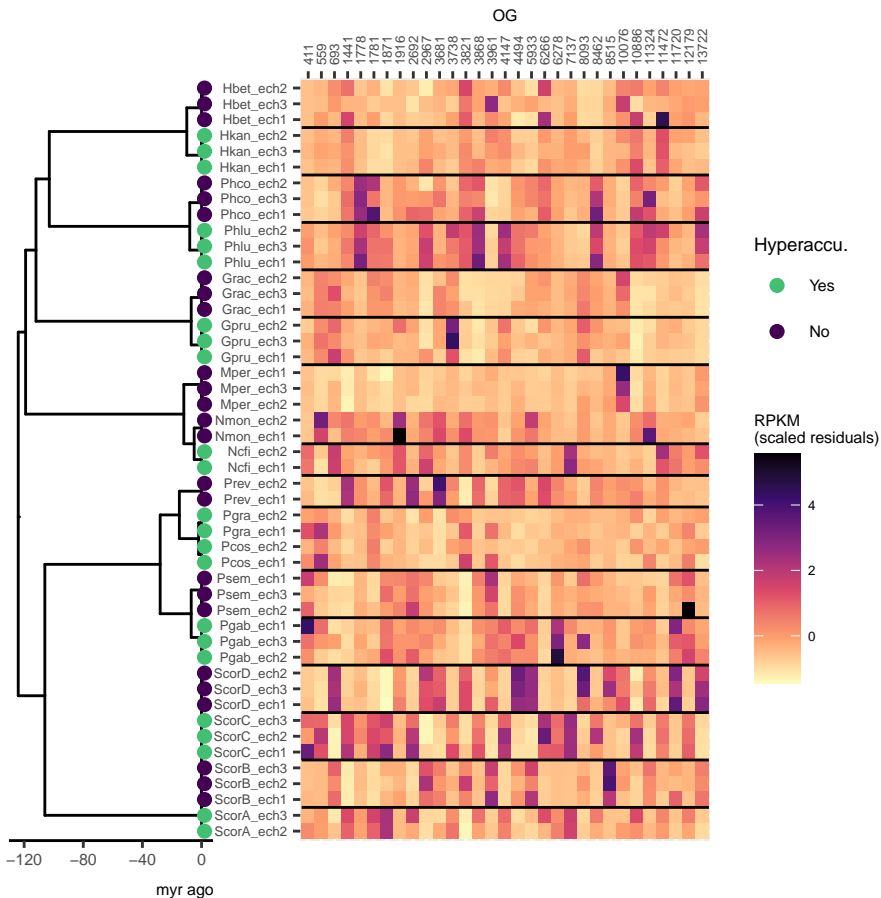 OG
411 559 693 1441 1778 1781 1871 1916 2692 2967 3681 3738 3821 3868 3961 4147 4494 5933 6266 6278 7137 8093 8462 8515 10076 10886 11324 11472 11720 12179 13722
Hbet_ech2
Hbet_ech3
Hbet_ech1
Hkan_ech2
Hkan_ech3
Hkan_ech1
Phco_ech2
Phco_ech3
Phco_ech1
Phlu_ech2
Phlu_ech3
Phlu_ech1
Grac_ech2
Grac_ech3
Grac_ech1
Gpru_ech2
Gpru_ech3
Gpru_ech1
Mper_ech1
Mper_ech3
Mper_ech2
Nmon_ech2
Nmon_ech1
Ncfi_ech2
Ncfi_ech1
Prev_ech2
Prev_ech1
Pgra_ech2
Pgra_ech1
Pcos_ech2
Pcos_ech1
Psem_ech1
Psem_ech3
Psem_ech2
Pgab_ech1
Pgab_ech3
Pgab_ech2
ScorD_ech2
ScorD_ech3
ScorD_ech1
ScorC_ech3
ScorC_ech2
ScorC_ech1
ScorB_ech3
ScorB_ech2
ScorB_ech1
ScorA_ech3
ScorA_ech2
−120 −80 −40 0
myr ago
Hyperaccu.
Yes
No
RPKM
(scaled residuals)
4
2
0